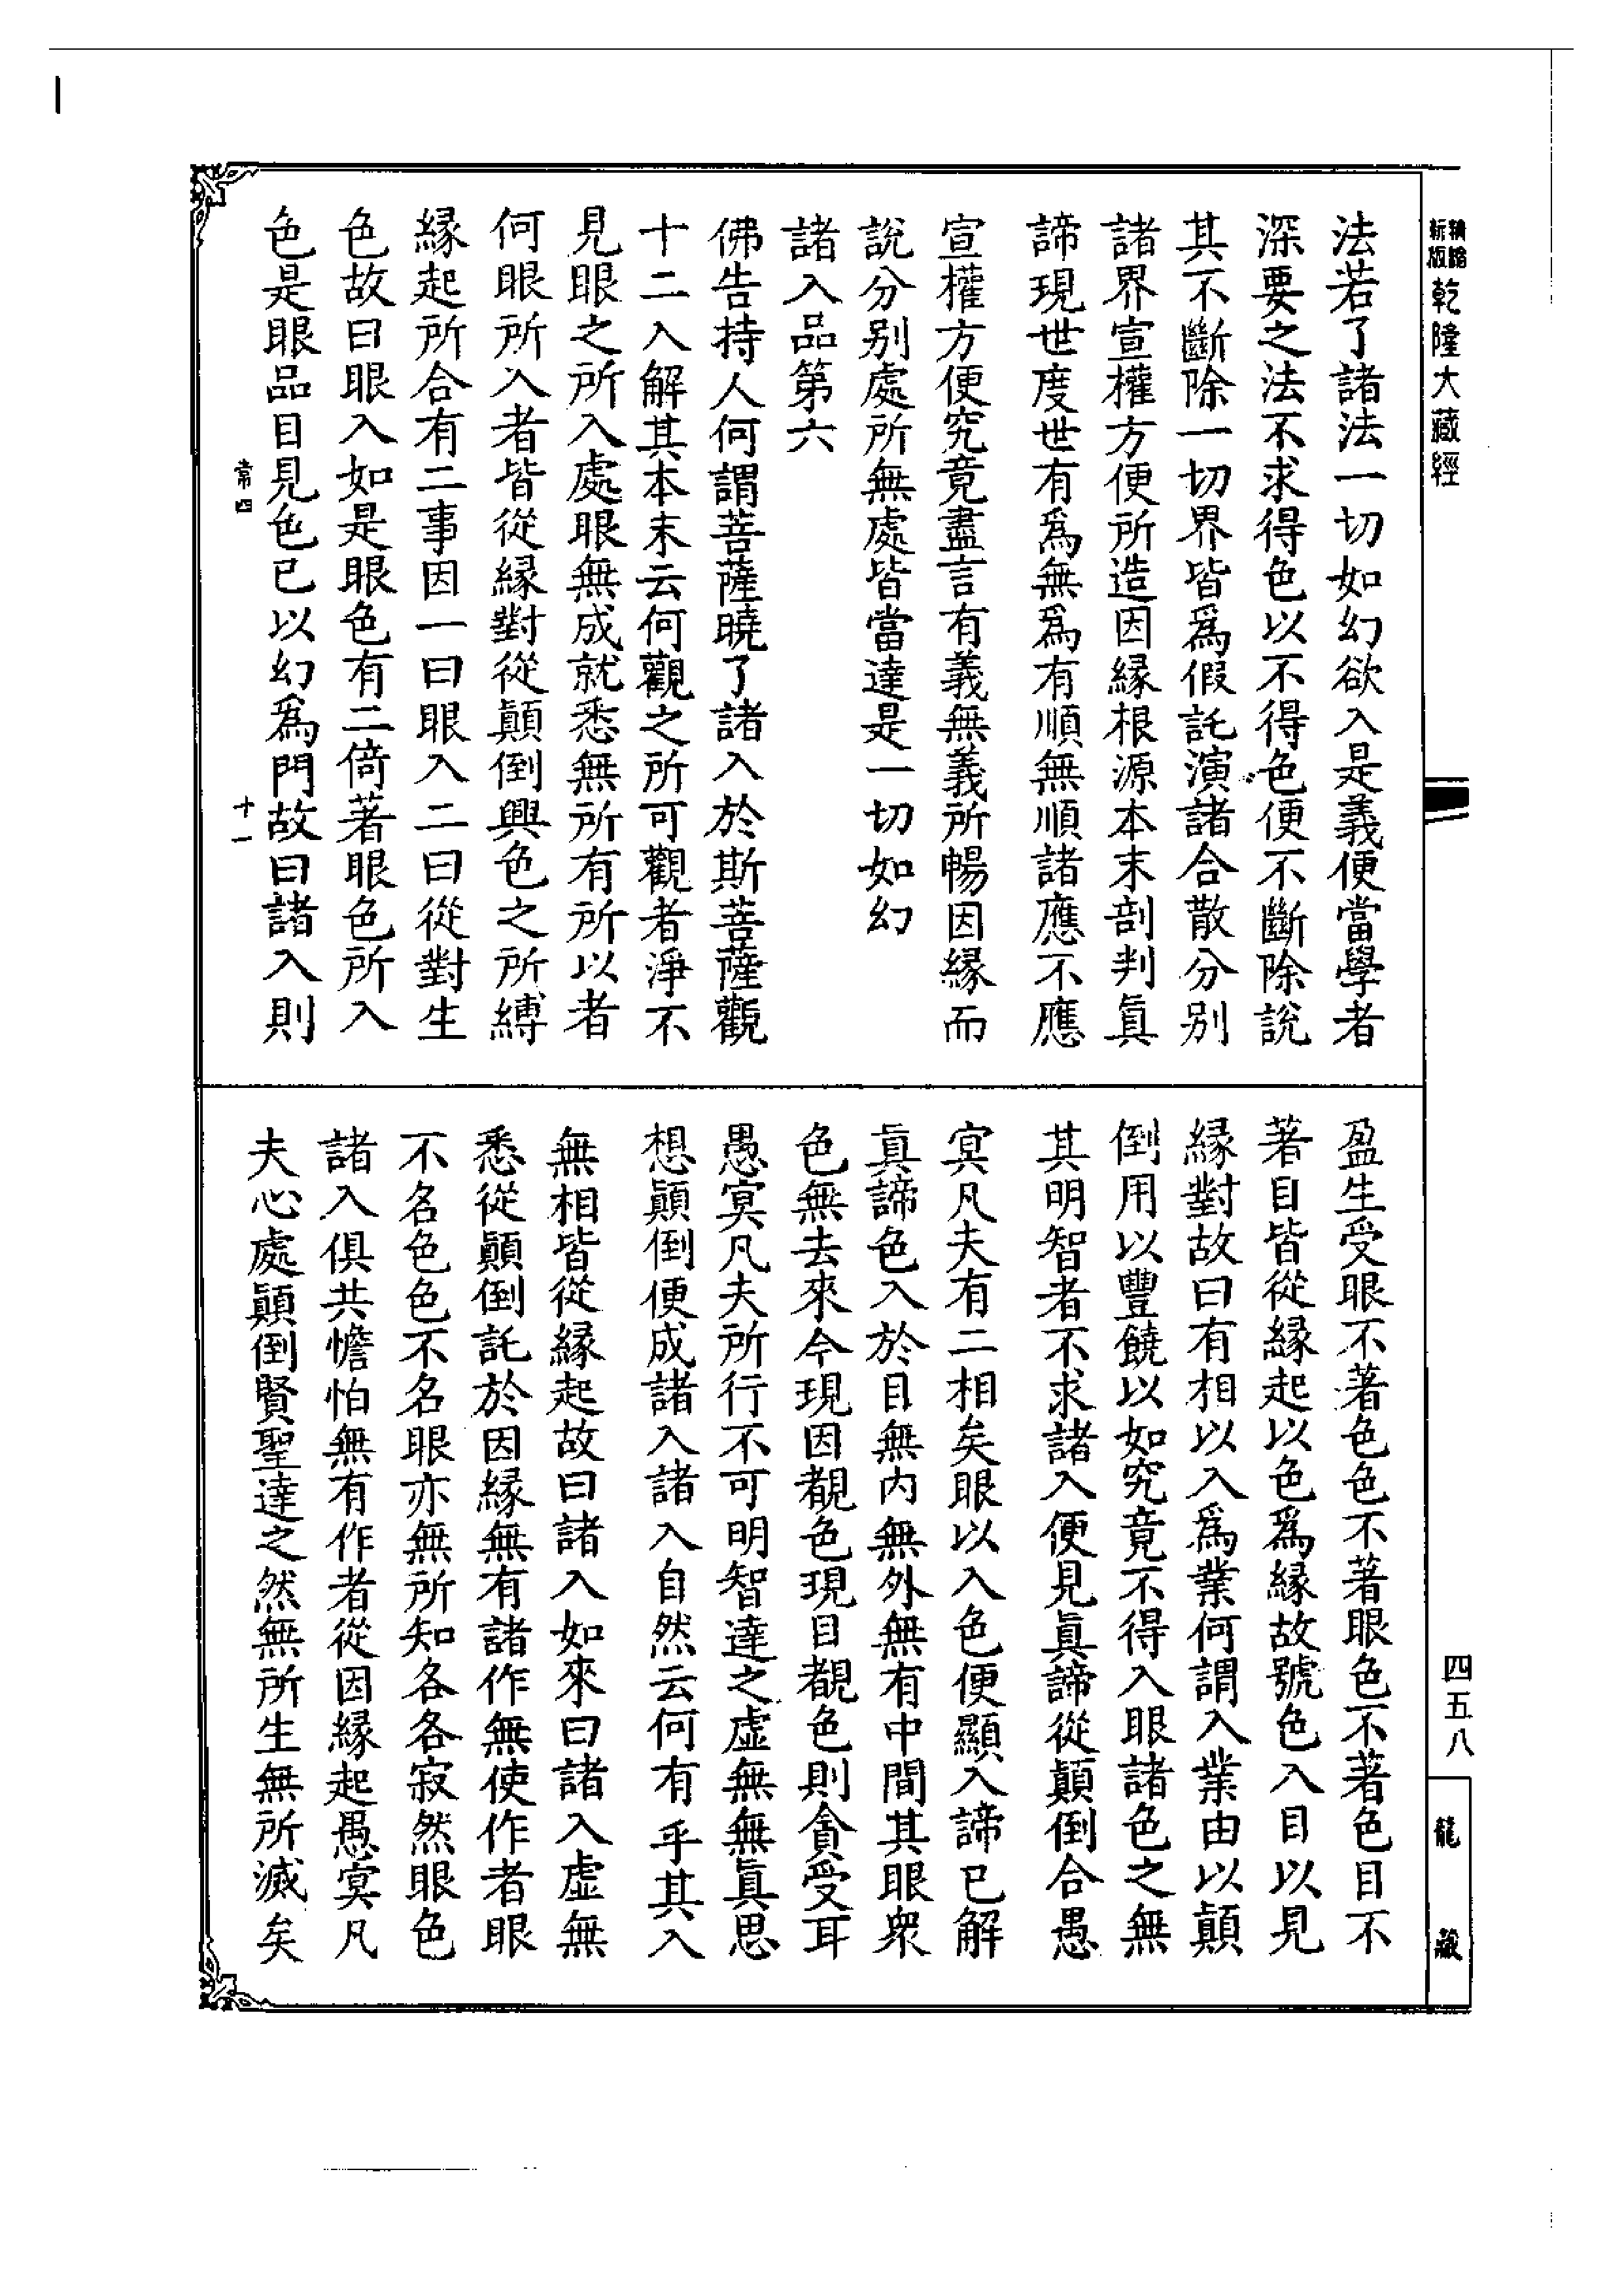 精縮新版乾隆大藏經
四五八
龍藏
法若了諸法一切如幻欲入是義便當學者
深要之法不求得色以不得色便不斷除說
其不斷除一切界皆爲假託演諸合散分別
諸界宣權方便所造因緣根源本末剖判眞
諦現世度世有爲無爲有順無順諸應不應
宣權方便究竟盡言有義無義所暢因緣而
說分別處所無處皆當達是一切如幻
諸入品第六
佛告持人何謂菩薩曉了諸入於斯菩薩觀
十二入解其本末云何觀之所可觀者淨不
見眼之所入處眼無成就悉無所有所以者
何眼所入者皆從緣對從顚倒興色之所縛
緣起所合有二事因一曰眼入二曰從對生
色故曰眼入如是眼色有二倚著眼色所入
色是眼品目見色已以幻爲門故曰諸入則
常四
十一
盈生受眼不著色色不著眼色不著色目不
著目皆從緣起以色爲緣故號色入目以見
緣對故曰有相以入爲業何謂入業由以顚
倒用以豐饒以如究竟不得入眼諸色之無
其明智者不求諸入便見眞諦從顚倒合愚
冥凡夫有二相矣眼以入色便顯入諦已解
眞諦色入於目無内無外無有中間其眼衆
色無去來今現因覩色現目覩色則貪受耳
愚冥凡夫所行不可明智達之虛無無眞思
想顚倒便成諸入諸入自然云何有乎其入
無相皆從緣起故曰諸入如來曰諸入虛無
悉從顚倒託於因緣無有諸作無使作者眼
不名色色不名眼亦無所知各各寂然眼色
諸入俱共憺怕無有作者從因緣起愚冥凡
夫心處顚倒賢聖達之然無所生無所滅矣